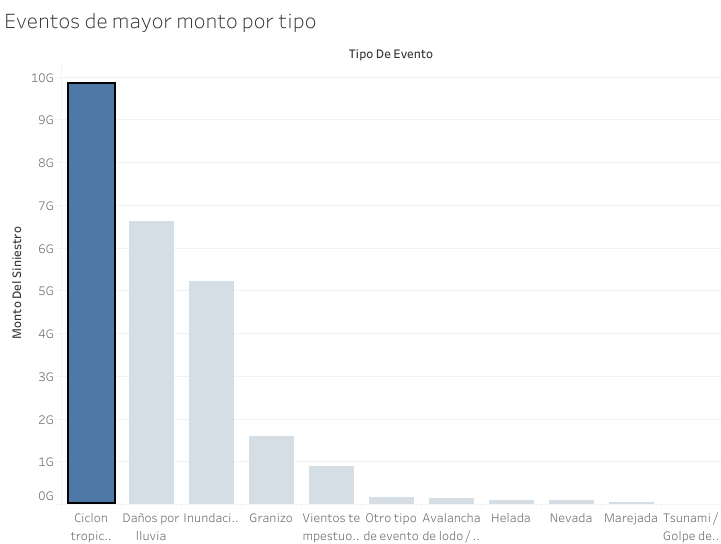 Eventos de mayor monto por tipo
Tipo De Evento
10G
9G
8G
7G
6G
5G
4G
3G
2G
1G
0G
Monto Del Siniestro
Ciclon tropic..
Daños por lluvia
Inundaci..
Granizo
Vientos te mpestuo..
Otro tipo de evento
Avalancha de lodo / ..
Helada
Nevada
Marejada
Tsunami / Golpe de..